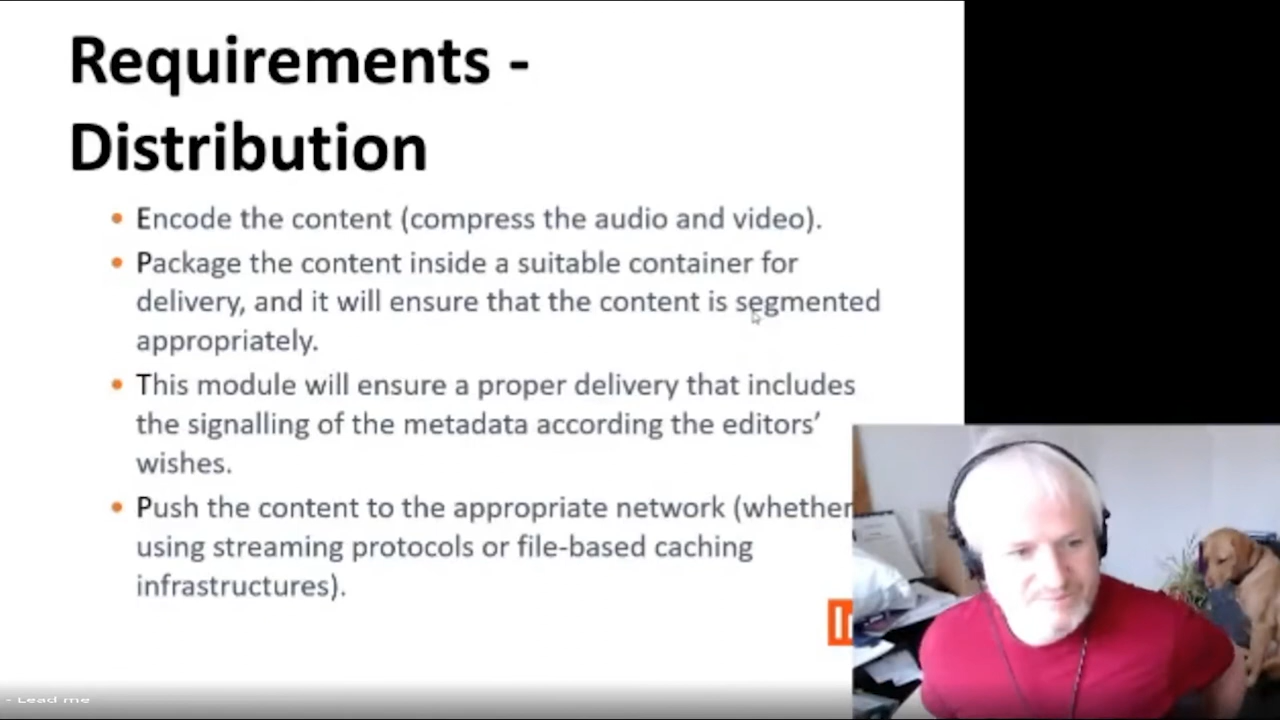 Requirements -
Distribution
• Encode the content (compress the audio and video).
• Package the content inside a suitable container for
delivery, and it will ensure that the content is segmented
appropriately.
• This module will ensure a proper delivery that includes
the signalling of the metadata according the editors’
wishes.
• Push the content to the appropriate network (whether
using streaming protocols or file-based caching
infrastructures).
- Lead me